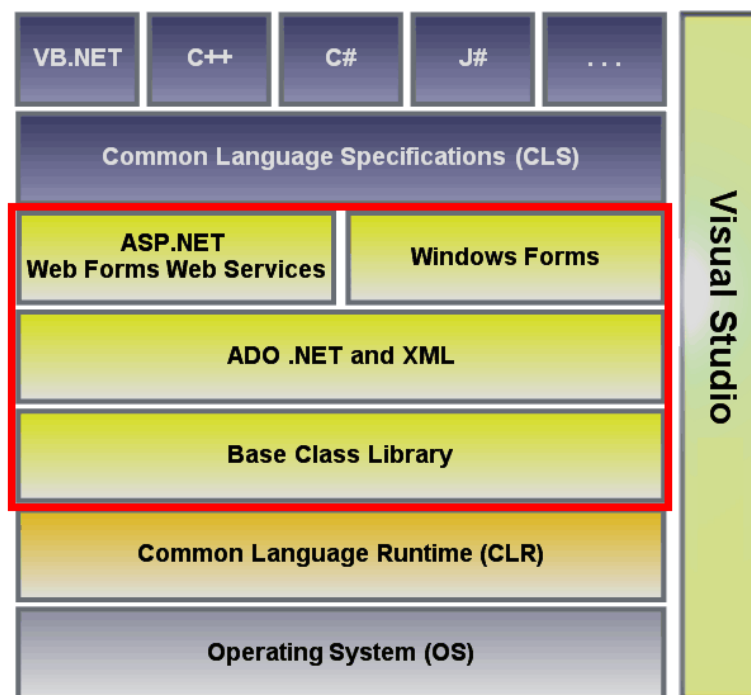 VB.NET
C++
C#
J#
. . .
Common Language Specifications (CLS)
ASP.NET
Web Forms Web Services
Windows Forms
ADO .NET and XML
Base Class Library
Common Language Runtime (CLR)
Operating System (OS)
Visual Studio